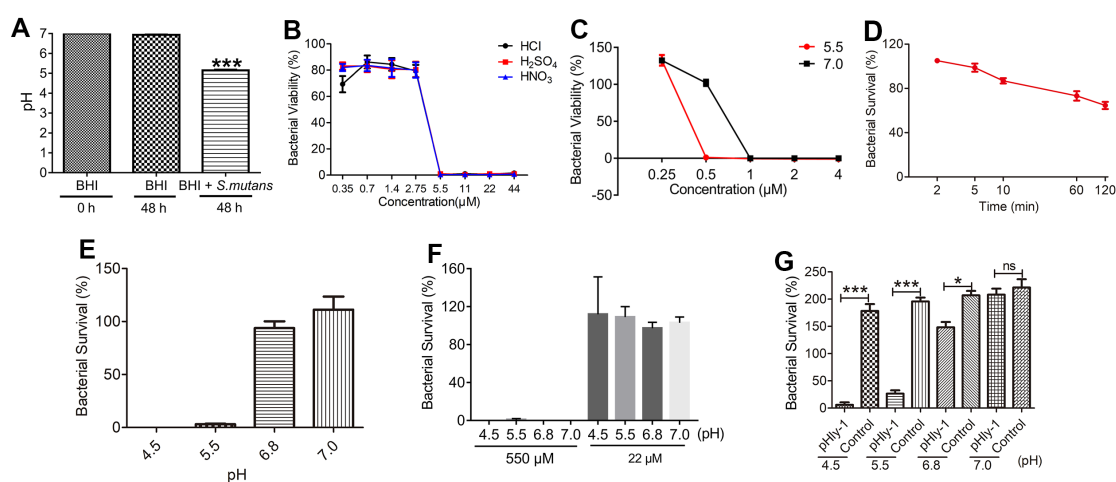 A
pH
7
6
5
4
3
2
1
0
***
BHI
BHI
BHI + S.mutans
0 h
48 h
48 h
B
Bacterial Viability (%)
100
80
60
40
20
0
HCl
H2SO4
HNO3
0.35 0.7 1.4 2.75 5.5 11 22 44
Concentration(µM)
C
Bacterial Viability (%)
150
100
50
0
-50
5.5
7.0
0.25 0.5 1 2 4
Concentration (µM)
D
Bacterial Survival (%)
120
80
40
0
2 5 10 60 120
Time (min)
E
Bacterial Survival (%)
150
100
50
0
4.5 5.5 6.8 7.0
pH
F
Bacterial Survival (%)
160
120
80
40
0
4.5 5.5 6.8 7.0 4.5 5.5 6.8 7.0 (pH)
550 µM
22 µM
G
Bacterial Survival (%)
250
200
150
100
50
0
*** *** * ns
pHly-1 Control pHly-1 Control pHly-1 Control pHly-1 Control
4.5 5.5 6.8 7.0 (pH)